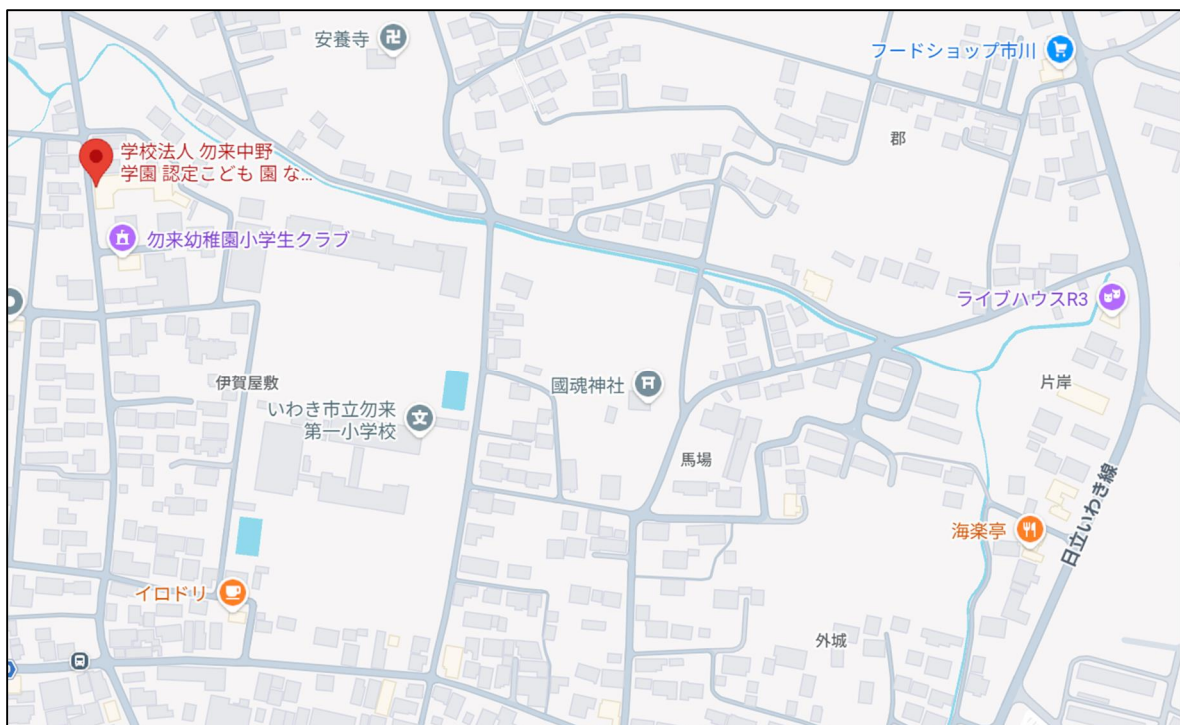 安養寺
フードショップ市川
郡
学校法人 勿来中野
学園 認定こども 園 な...
勿来幼稚園小学生クラブ
ライブハウスR3
伊賀屋敷
國魂神社
片岸
いわき市立勿来
第一小学校
文
馬場
海楽亭
日立いわき線
イロドリ
外城